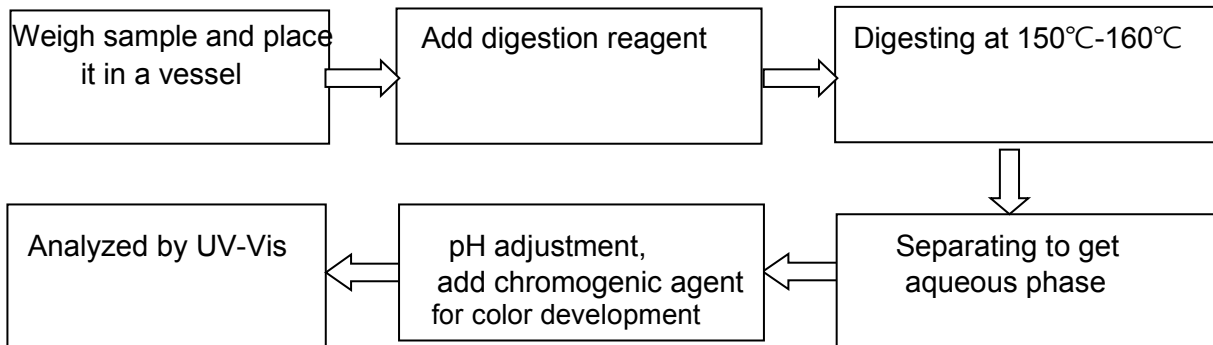 Weigh sample and place
it in a vessel
Add digestion reagent
Digesting at 150℃-160℃
Separating to get
aqueous phase
pH adjustment,
add chromogenic agent
for color development
Analyzed by UV-Vis